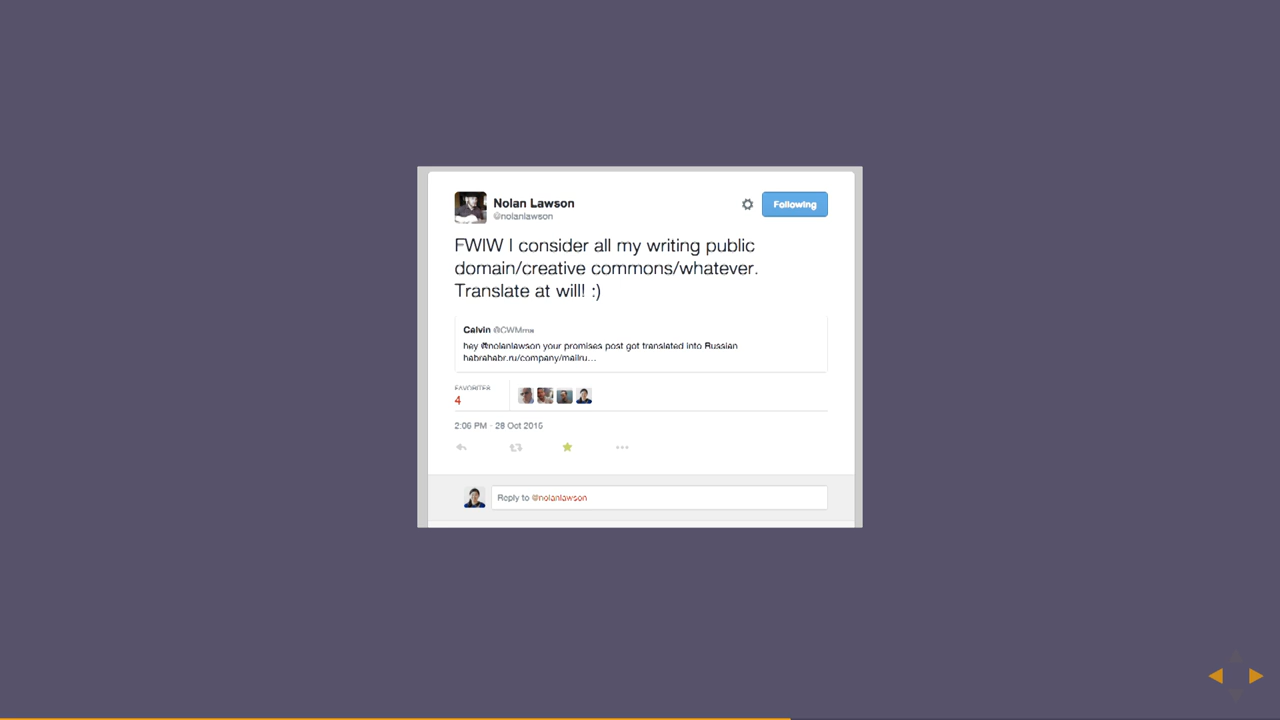 Nolan Lawson
@nolanlawson
Following
FWIW I consider all my writing public
domain/creative commons/whatever.
Translate at will! :)
Calvin @CWMma
hey @nolanlawson your promises post got translated into Russian
habrahabr.ru/company/mailru...
FAVORITES
4
2:06 PM - 28 Oct 2015
Reply to @nolanlawson